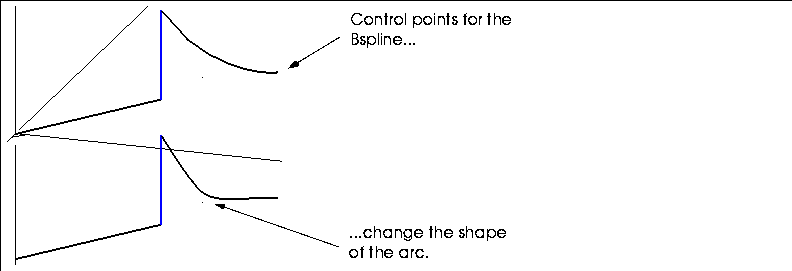 Control points for the
Bspline...
...change the shape
of the arc.